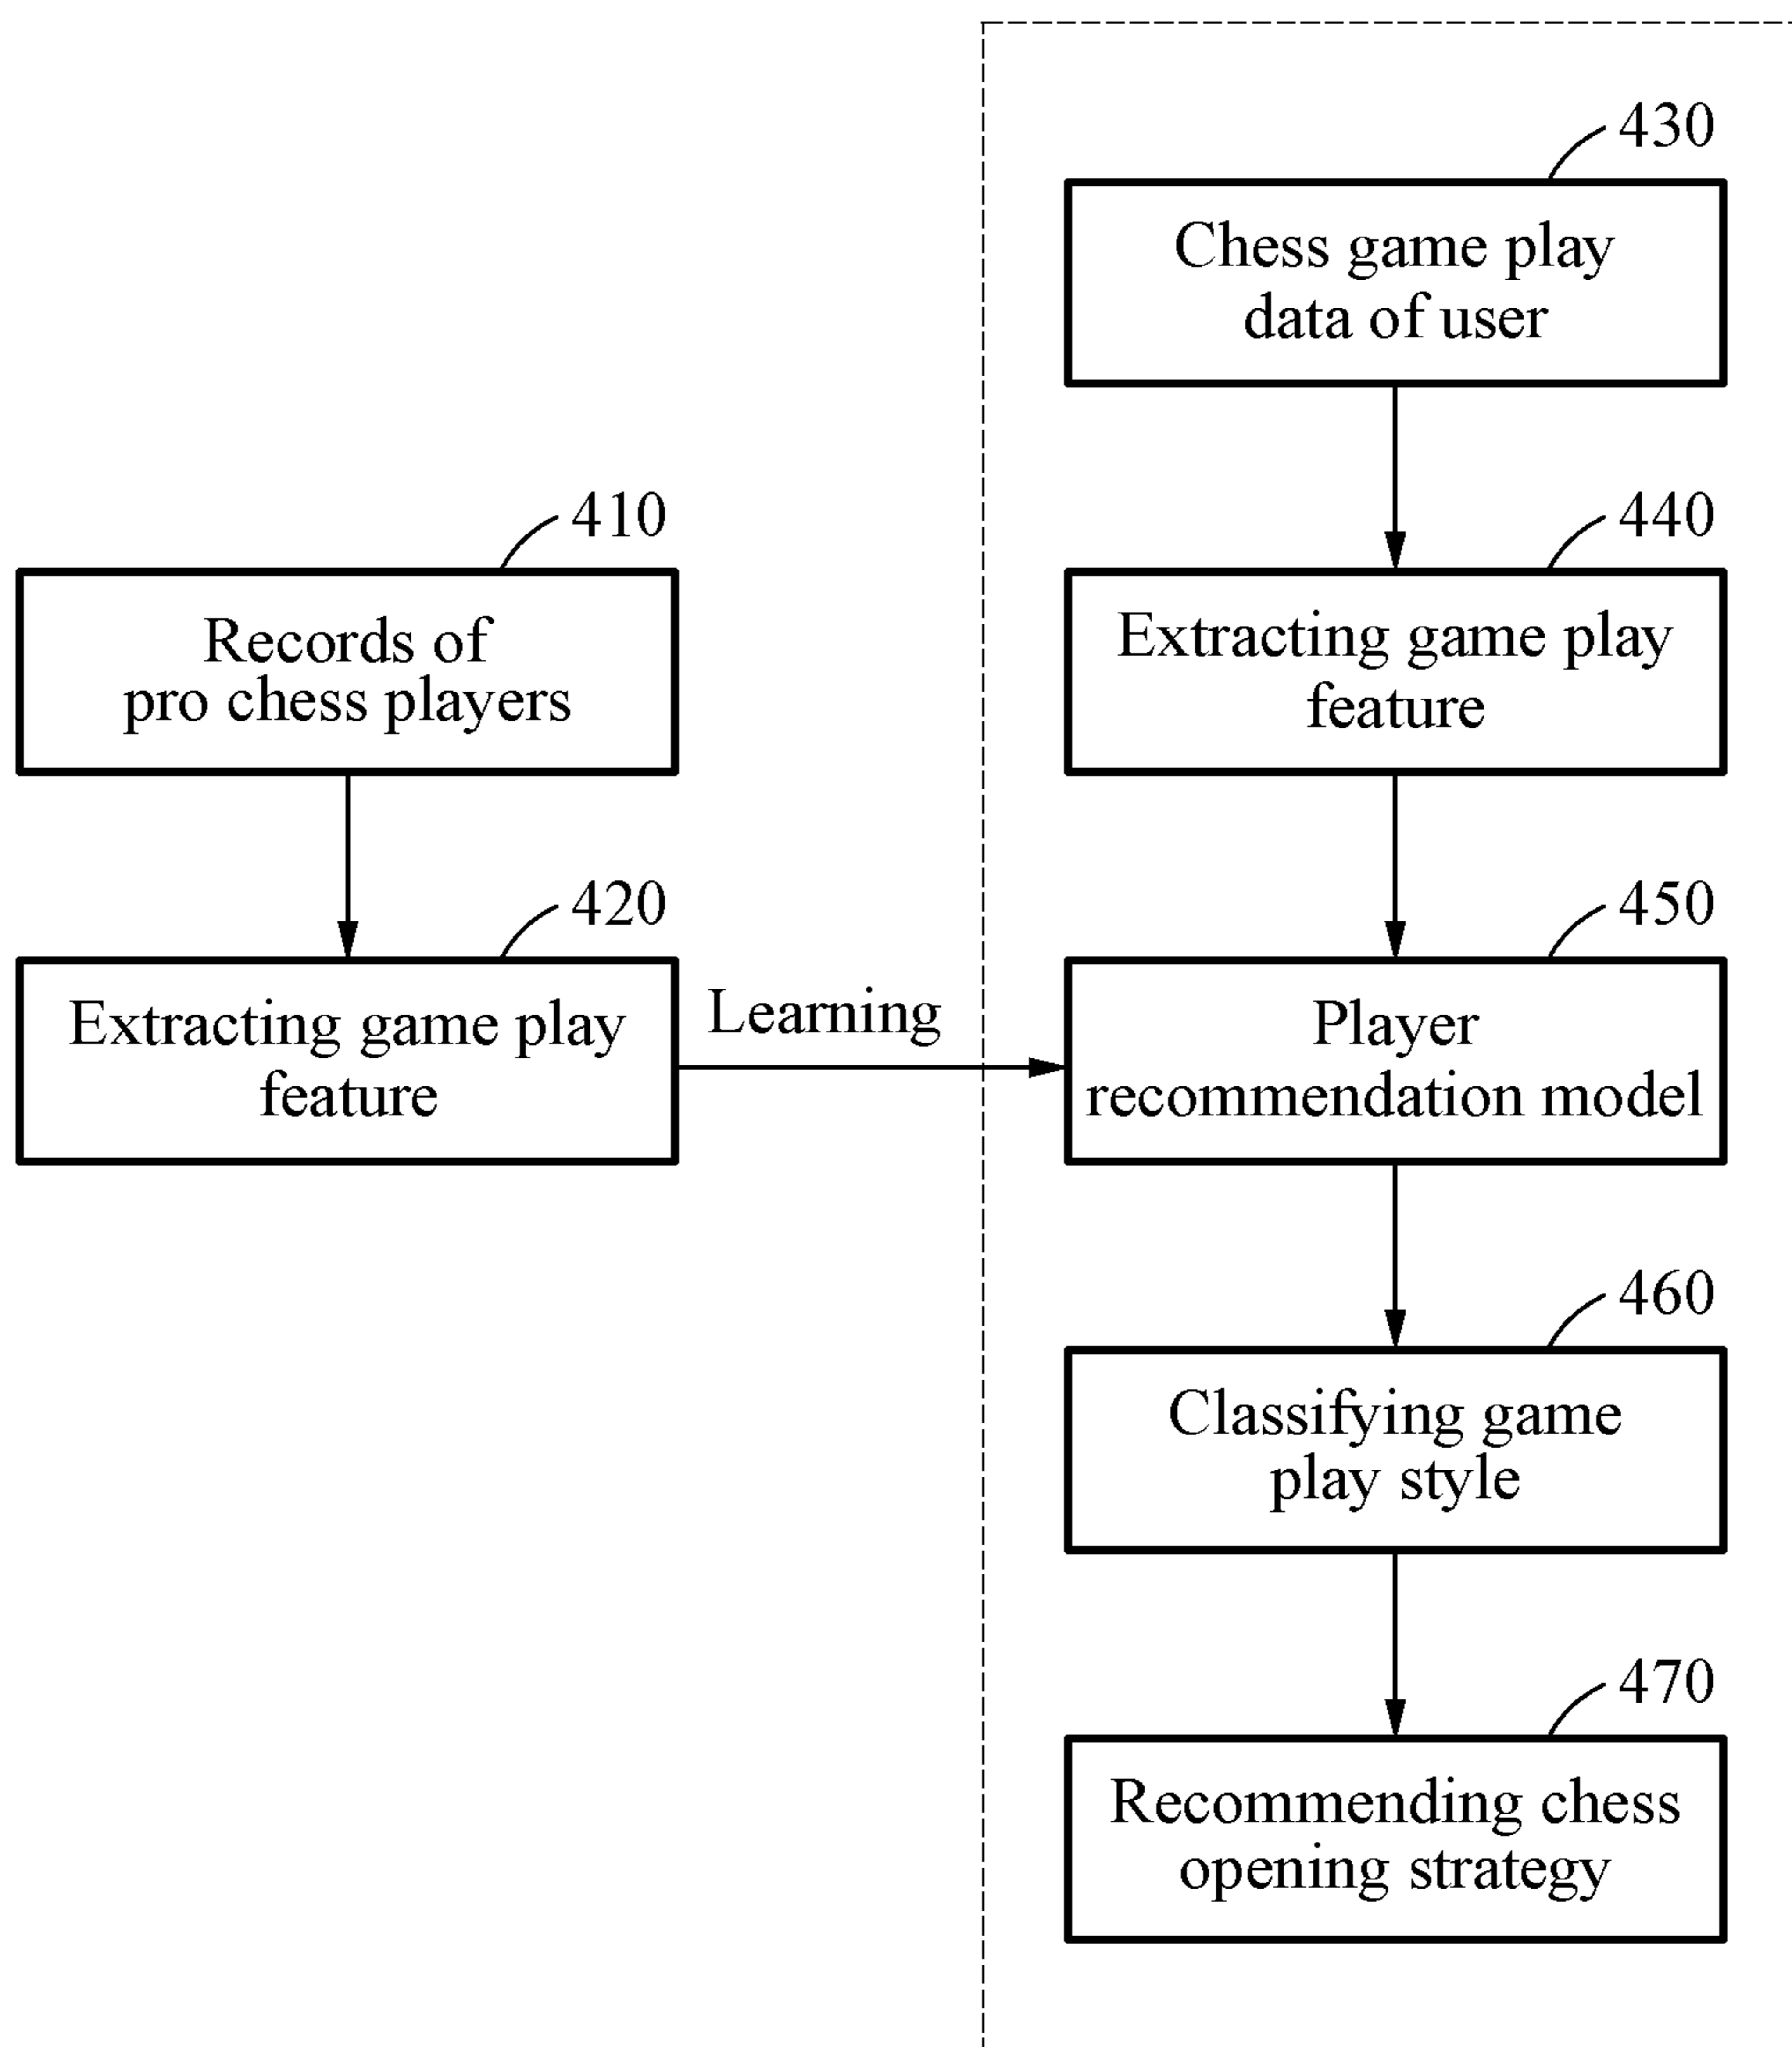 410
Records of
pro chess players
420
Extracting game play
feature
Learning
430
Chess game play
data of user
440
Extracting game play
feature
450
Player
recommendation model
460
Classifying game
play style
470
Recommending chess
opening strategy